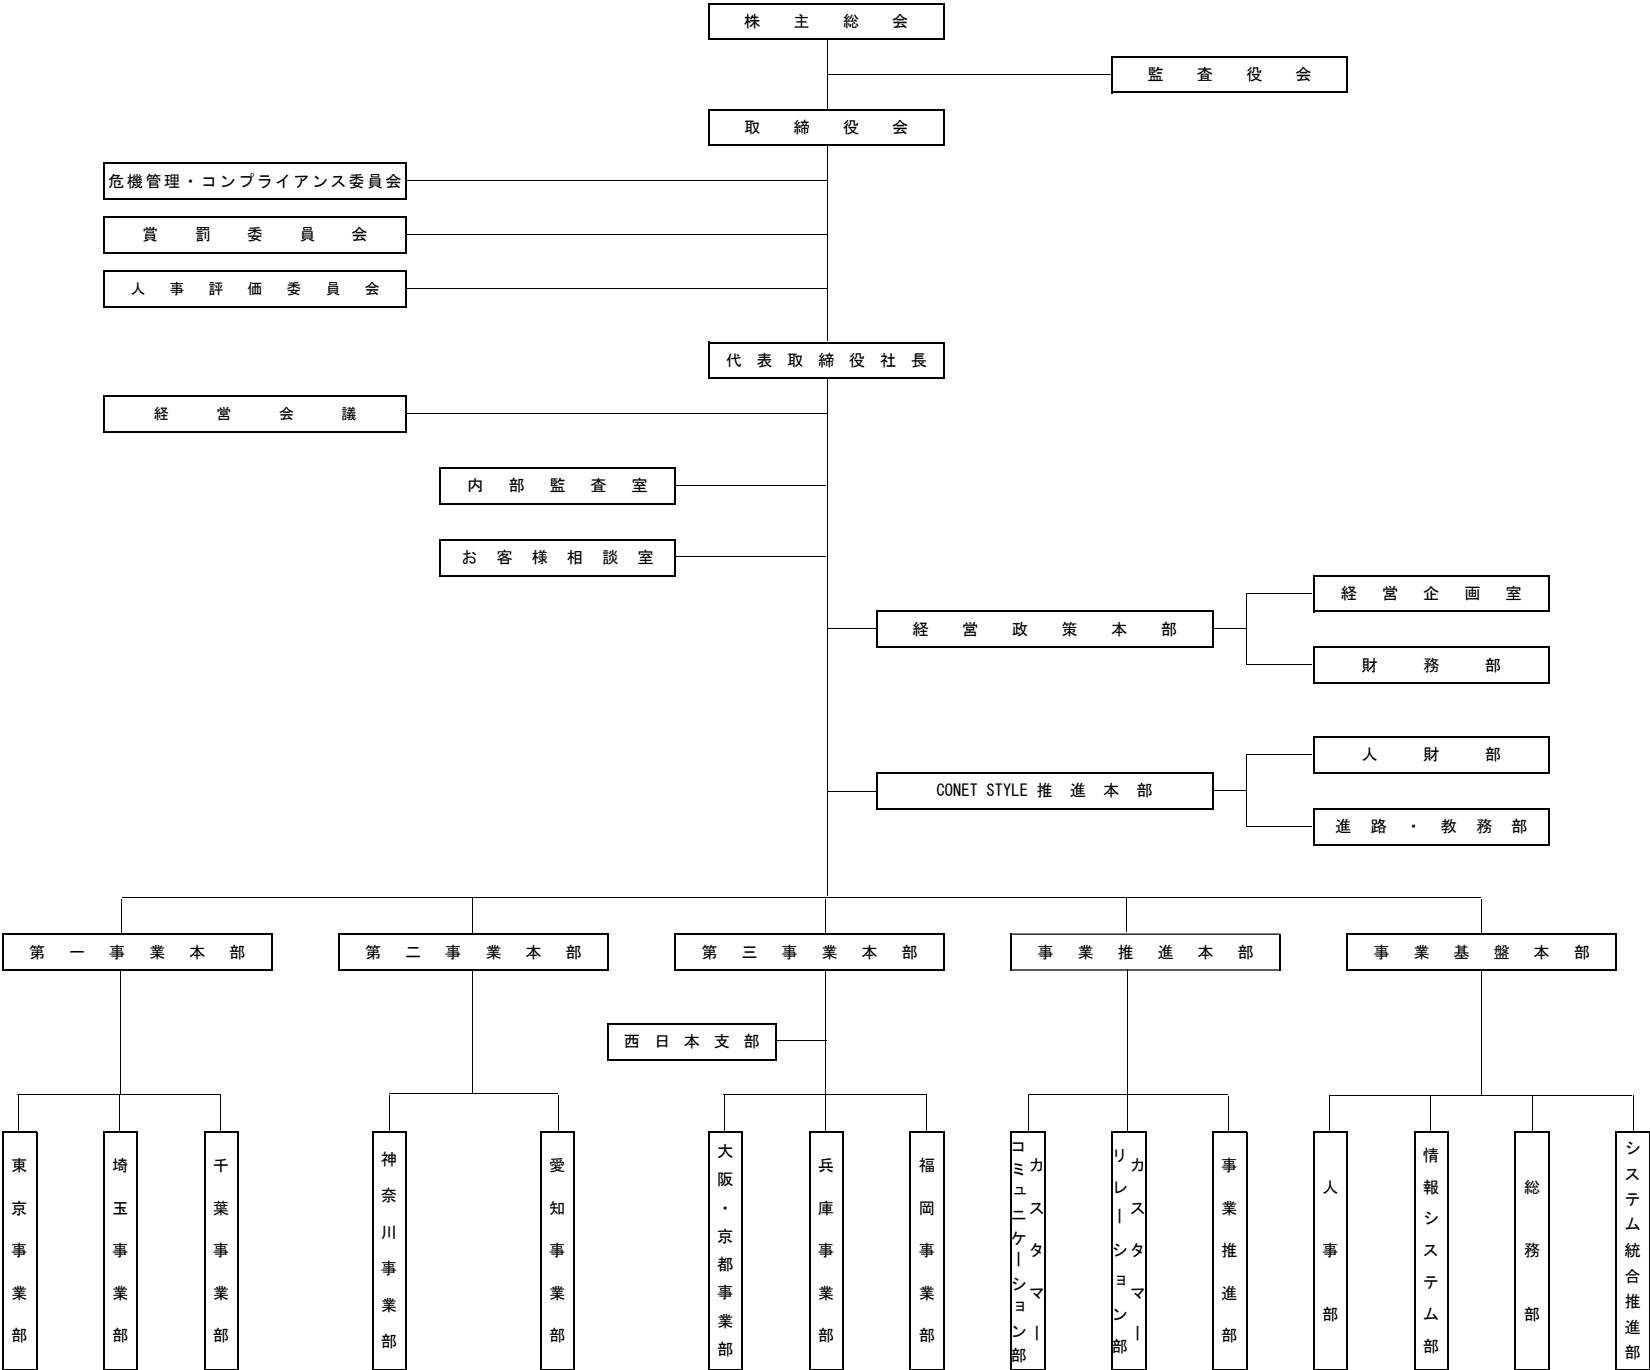 株主総会
監査役会
取締役会
危機管理・コンプライアンス委員会
賞罰委員会
人事評価委員会
代表取締役社長
経営会議
内部監査室
お客様相談室
経営企画室
経営政策本部
財務部
人財部
CONET STYLE 推進本部
進路・教務部
第一事業本部
第二事業本部
第三事業本部
事業推進本部
事業基盤本部
西日本支部
東京事業部
埼玉事業部
千葉事業部
神奈川事業部
愛知事業部
大阪・京都事業部
兵庫事業部
福岡事業部
カスタマー
コミュニケーション部
カスタマー
リレーション部
事業推進部
人事部
情報システム部
総務部
システム統合推進部